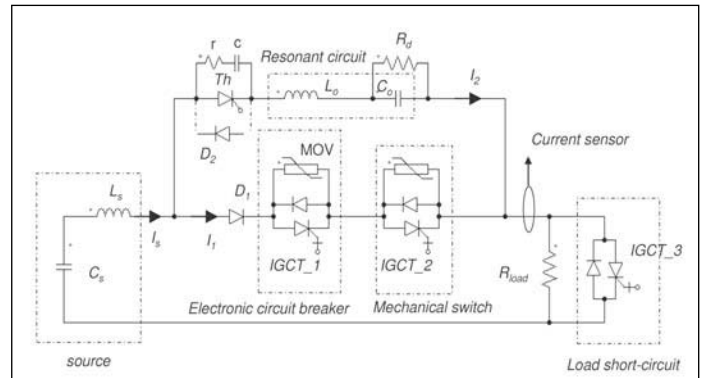 r c
Resonant circuit
R_d
Th
L_o
C_o
I_2
D_2
Current sensor
MOV
L_s
D_1
I_s
I_1
IGCT_1
IGCT_2
IGCT_3
C_s
R_load
Electronic circuit breaker
Mechanical switch
source
Load short-circuit